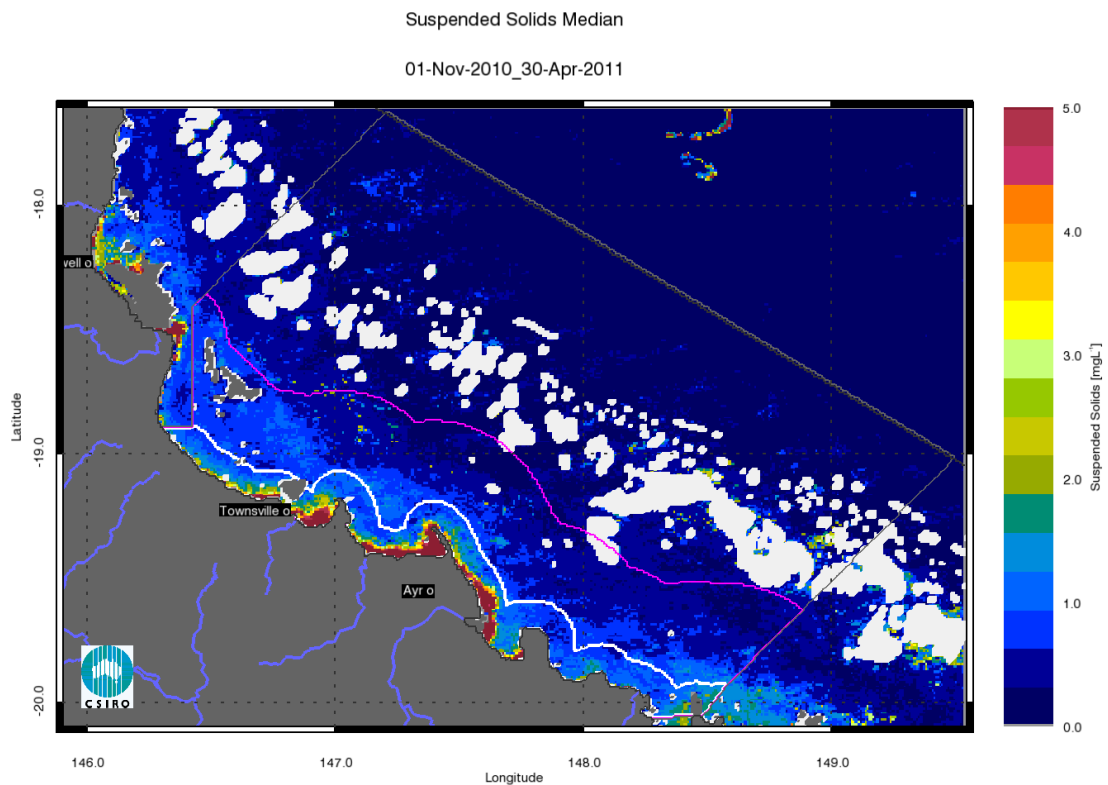 Suspended Solids Median
01-Nov-2010_30-Apr-2011
5.0
4.0
3.0
2.0
1.0
0.0
Suspended Solids [mgL⁻¹]
-18.0
-19.0
-20.0
Latitude
well o
Townsville o
Ayr o
CSIRO
146.0 147.0 148.0 149.0
Longitude